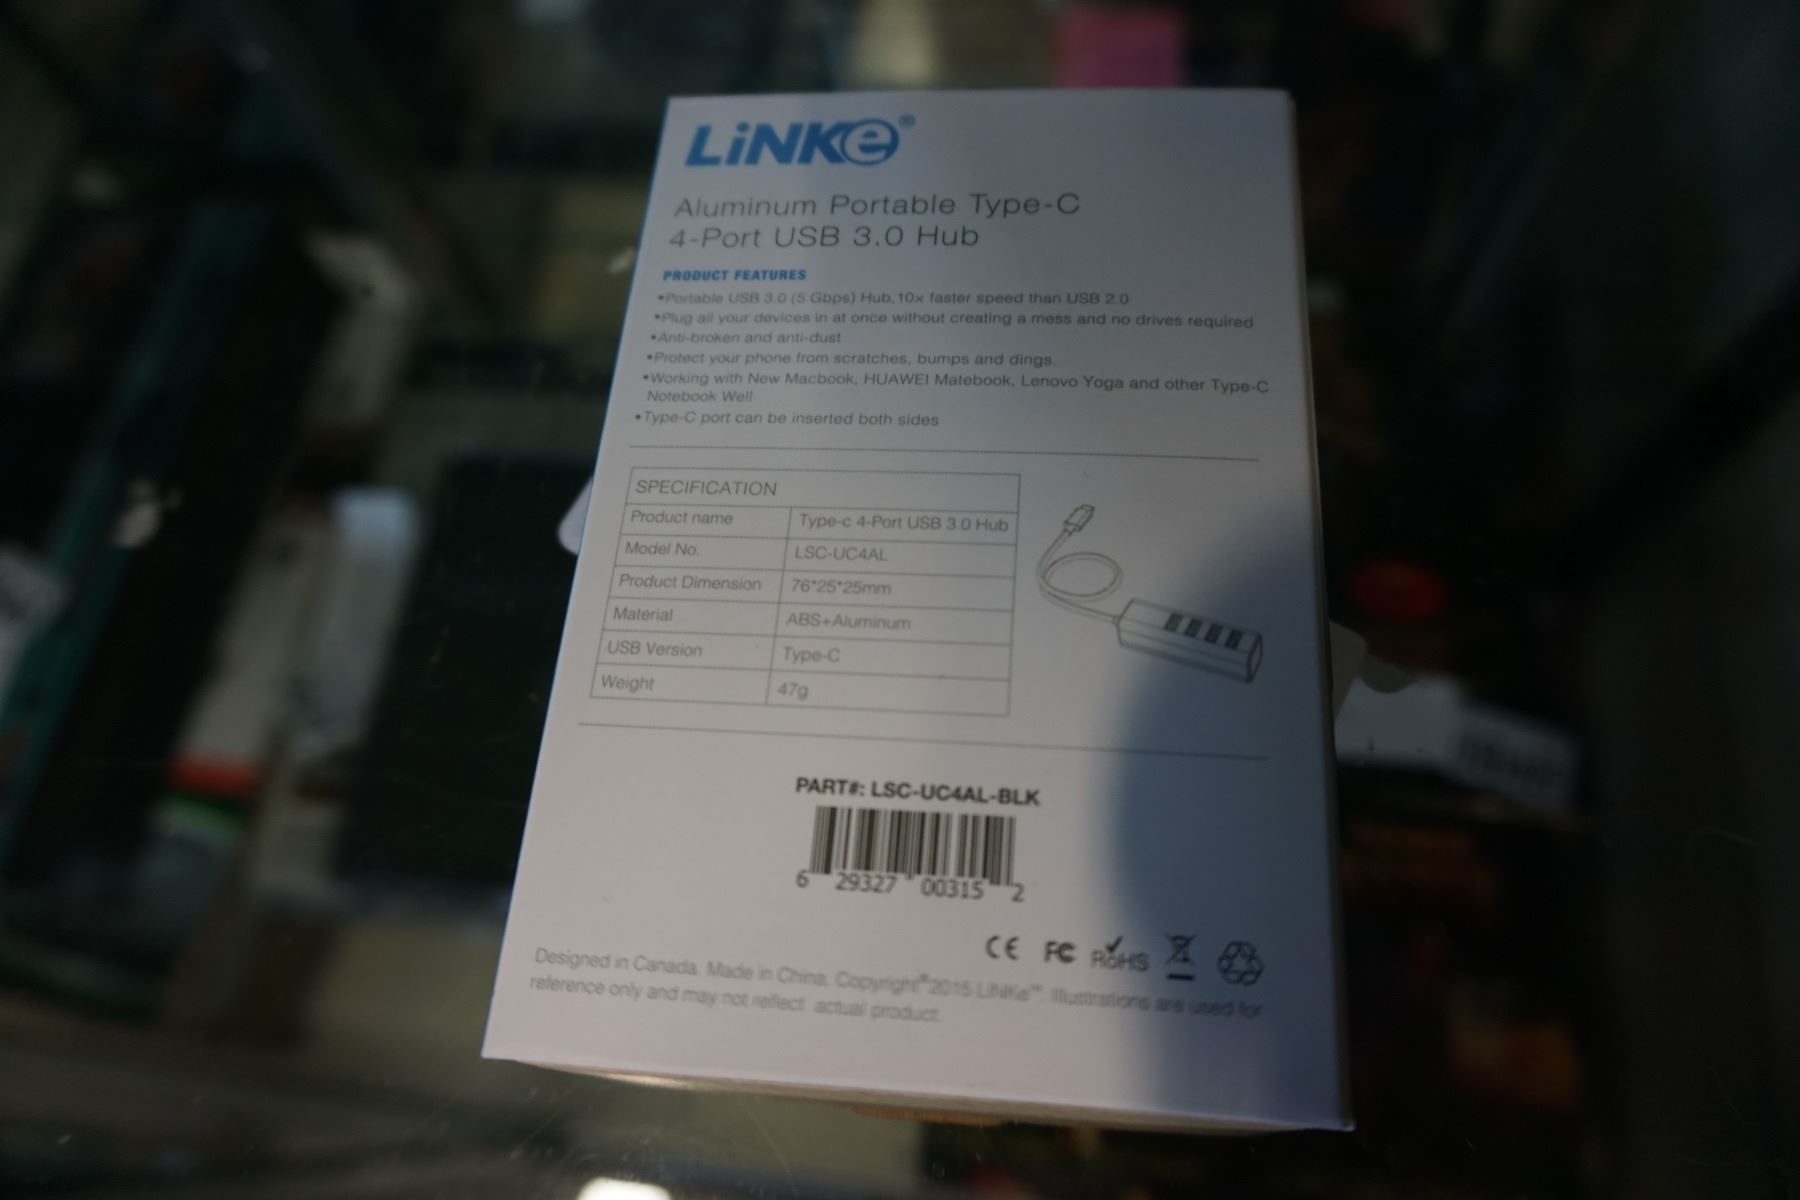 LiNKe®
Aluminum Portable Type-C
4-Port USB 3.0 Hub
PRODUCT FEATURES
•Portable USB 3.0 (5 Gbps) Hub, 10x faster speed than USB 2.0
•Plug all your devices in at once without creating a mess and no drives required
•Anti-broken and anti-dust
•Protect your phone from scratches, bumps and dings.
•Working with New Macbook, HUAWEI Matebook, Lenovo Yoga and other Type-C
Notebook Well
•Type-C port can be inserted both sides
SPECIFICATION
Product name Type-c 4-Port USB 3.0 Hub
Model No. LSC-UC4AL
Product Dimension 76*25*25mm
Material ABS+Aluminum
USB Version Type-C
Weight 47g
PART#: LSC-UC4AL-BLK
6 29327 00315 2
CE FC RoHS
Designed in Canada. Made in China. Copyright®2015 LiNKe™. Illustrations are used for
reference only and may not reflect actual product.